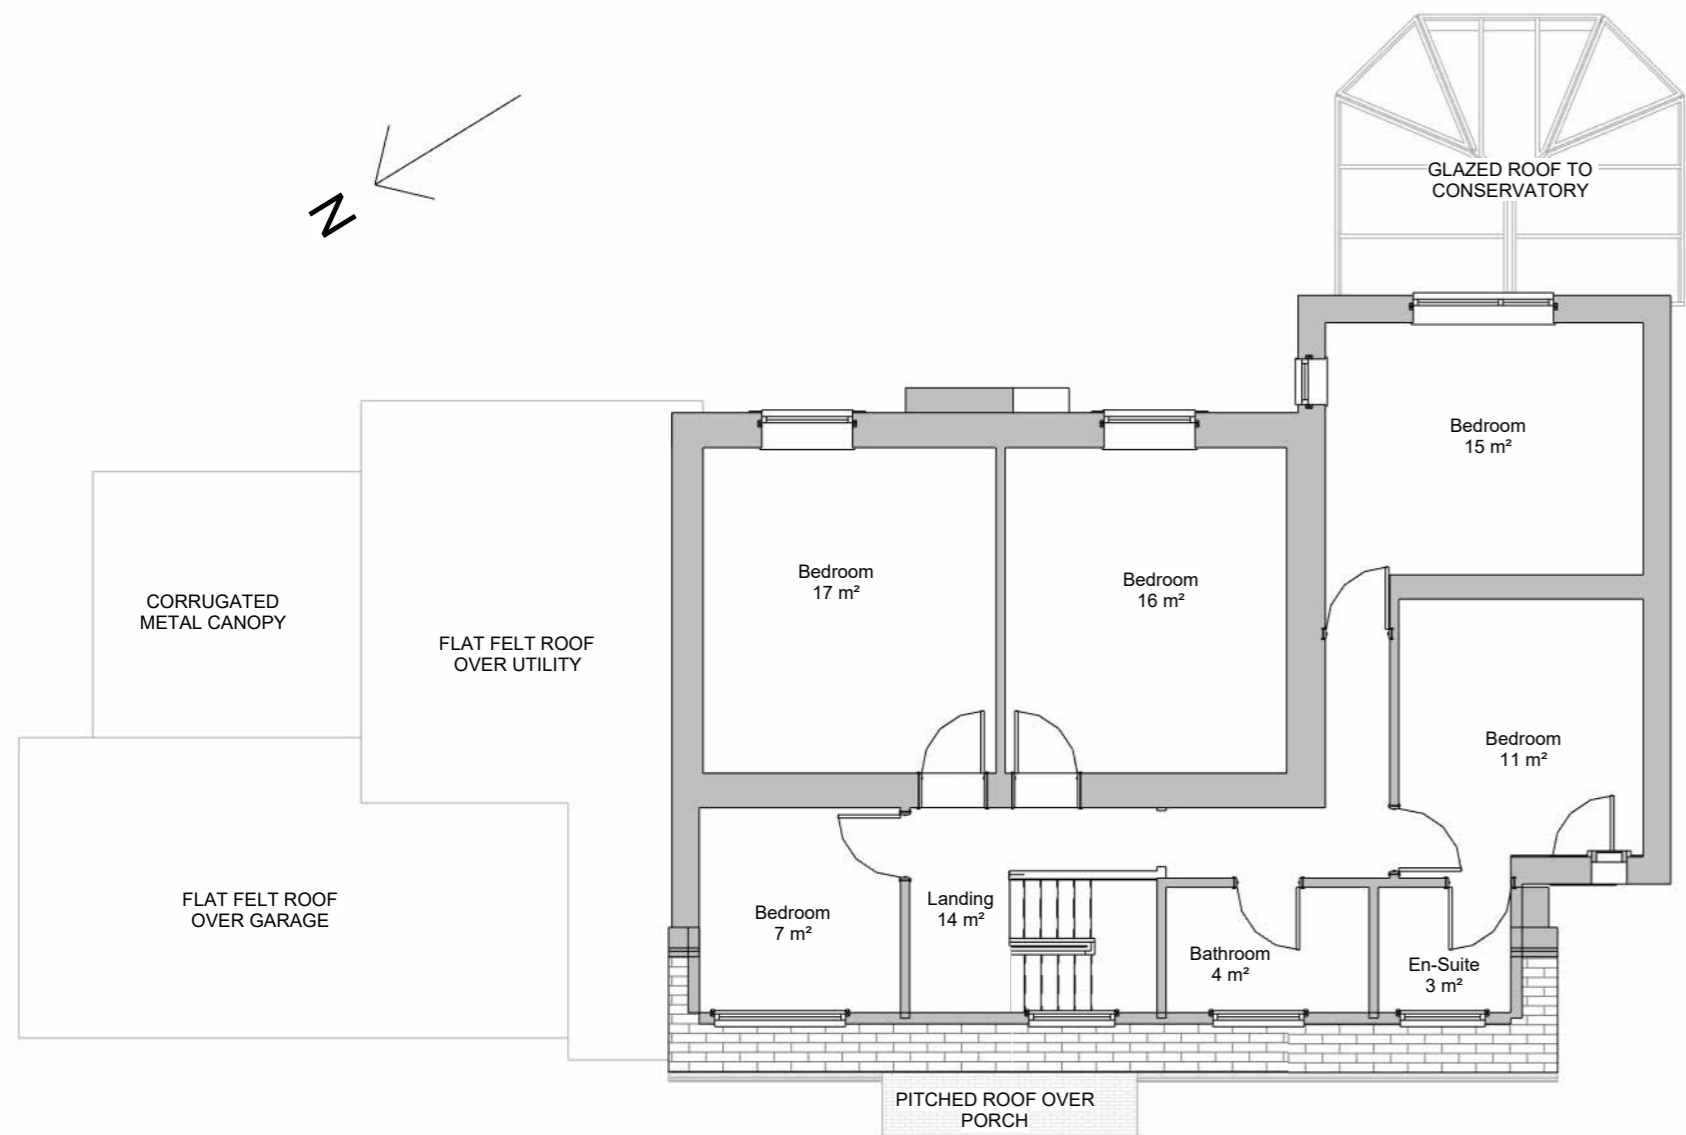 GLAZED ROOF TO
CONSERVATORY
N
Bedroom
15 m²
Bedroom
17 m²
Bedroom
16 m²
CORRUGATED
METAL CANOPY
FLAT FELT ROOF
OVER UTILITY
Bedroom
11 m²
FLAT FELT ROOF
OVER GARAGE
Bedroom
7 m²
Landing
14 m²
Bathroom
4 m²
En-Suite
3 m²
PITCHED ROOF OVER
PORCH